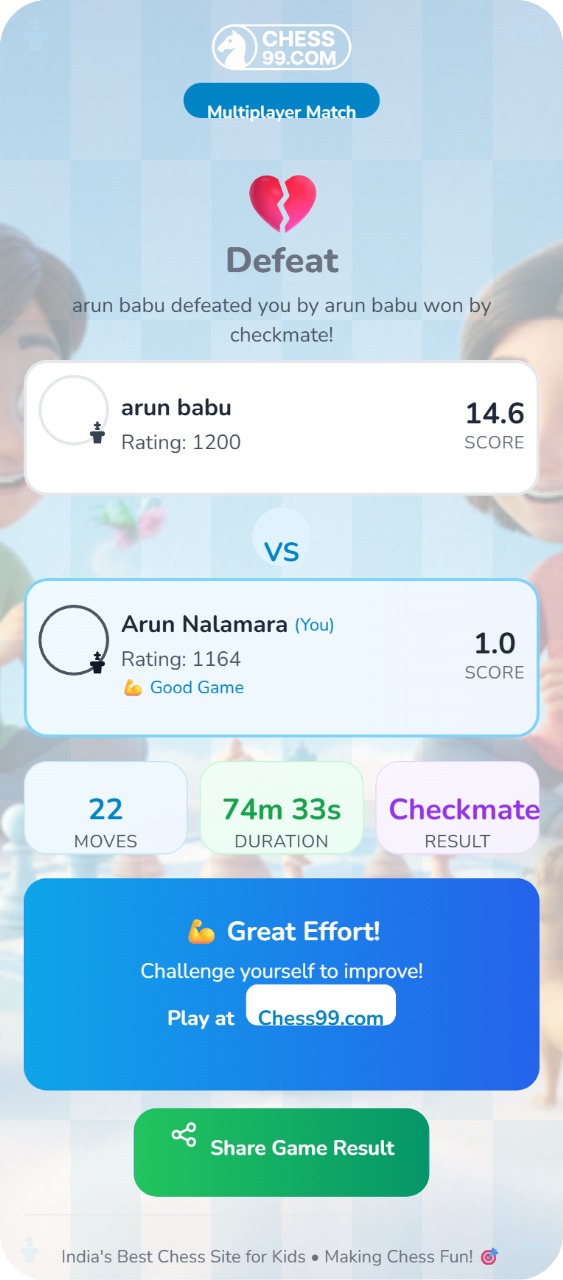 CHESS
99.COM
Multiplayer Match
Defeat
arun babu defeated you by arun babu won by
checkmate!
arun babu
Rating: 1200
14.6
SCORE
VS
Arun Nalamara (You)
Rating: 1164
💪 Good Game
1.0
SCORE
22
MOVES
74m 33s
DURATION
Checkmate
RESULT
💪 Great Effort!
Challenge yourself to improve!
Play at Chess99.com
Share Game Result
India's Best Chess Site for Kids • Making Chess Fun! 🎯